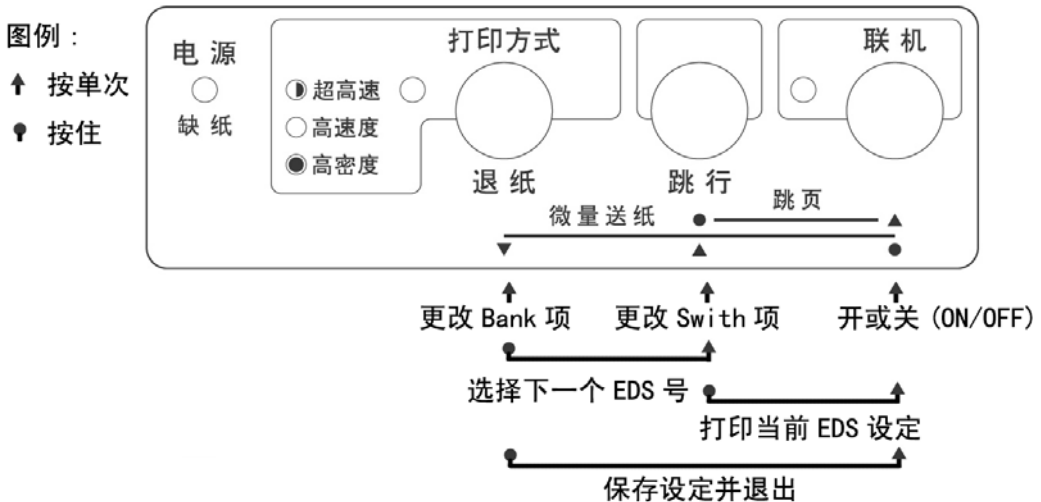 图例：
按单次
按住
电 源
缺 纸
超高速
高速度
高密度
打印方式
退 纸
跳 行
联 机
跳 页
微量送纸
更改 Bank 项
更改 Swith 项
开或关 (ON/OFF)
选择下一个 EDS 号
打印当前 EDS 设定
保存设定并退出